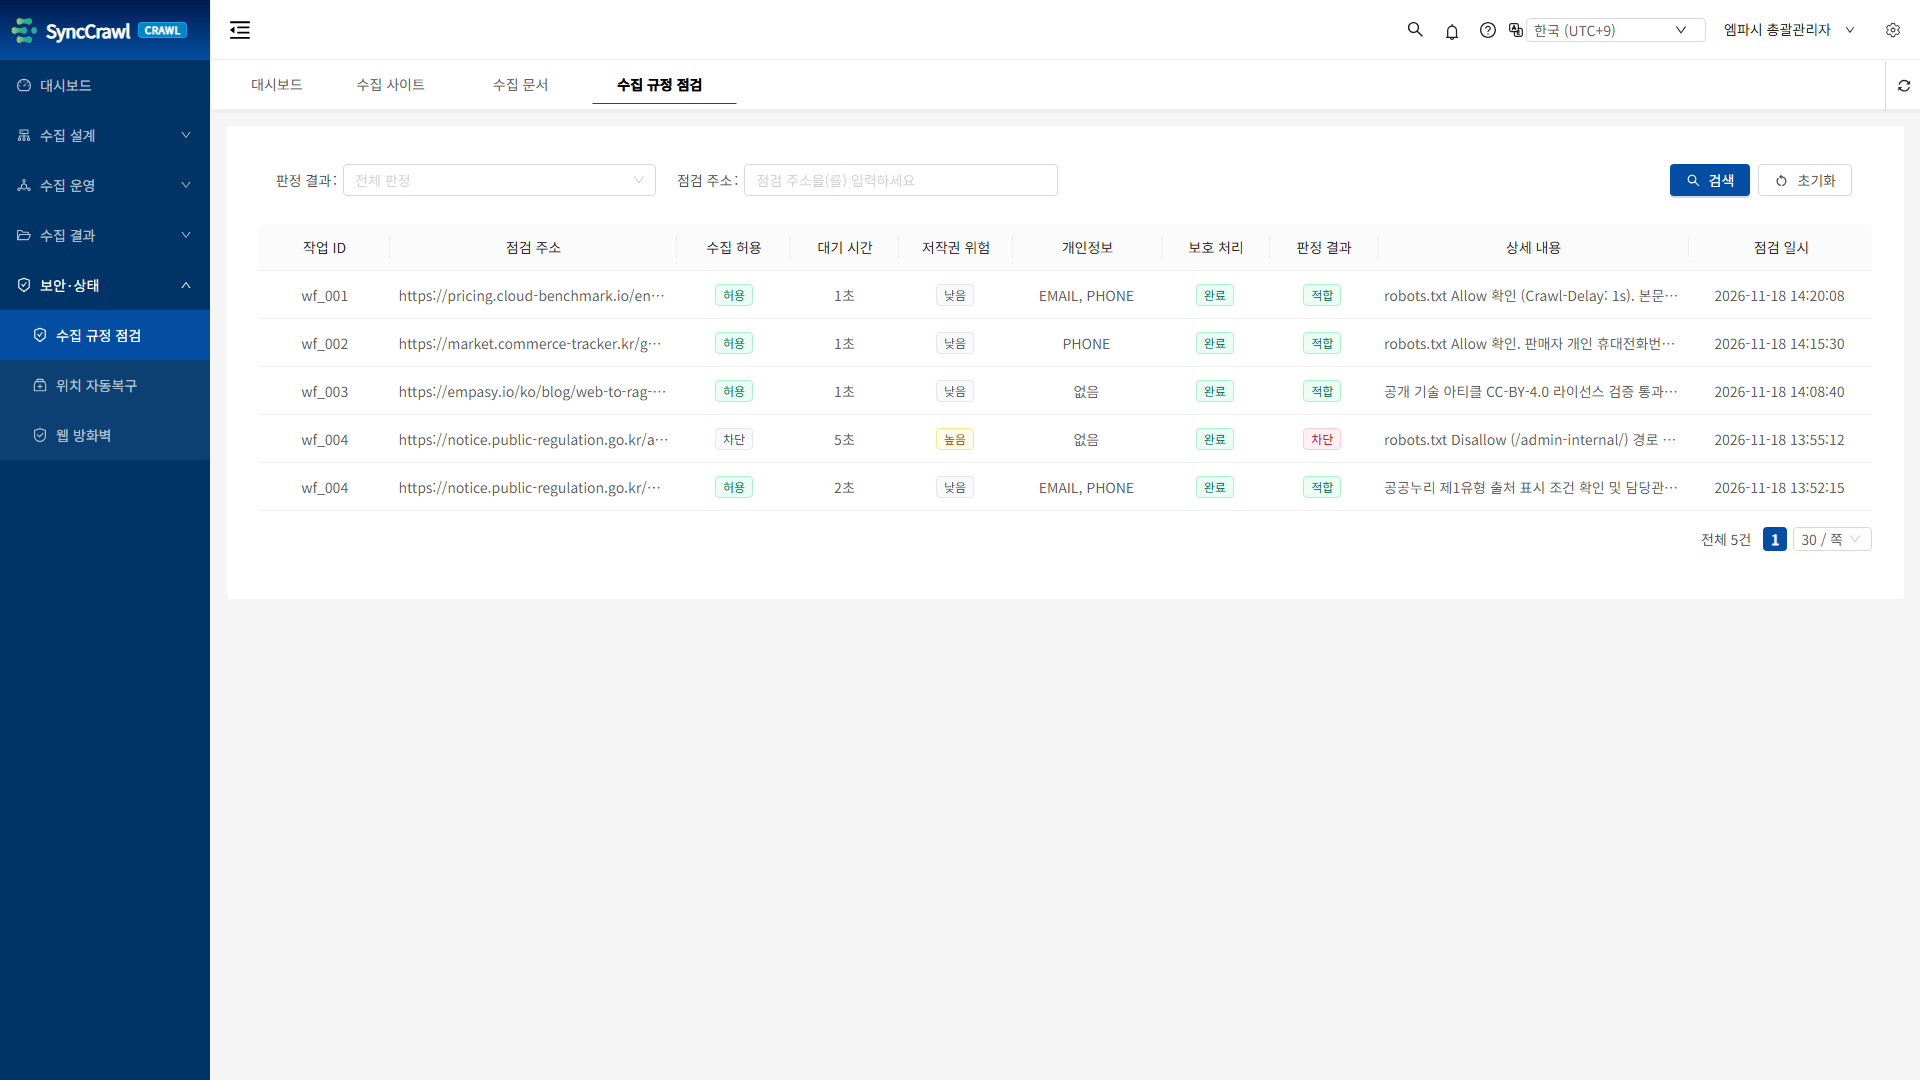 SyncCrawl CRAWL
한국 (UTC+9)
엠파시 총괄관리자
대시보드
수집 설계
수집 운영
수집 결과
보안·상태
수집 규정 점검
위치 자동복구
웹 방화벽
대시보드 수집 사이트 수집 문서 수집 규정 점검
판정 결과: 전체 판정 점검 주소: 점검 주소을(를) 입력하세요 검색 초기화
작업 ID 점검 주소 수집 허용 대기 시간 저작권 위험 개인정보 보호 처리 판정 결과 상세 내용 점검 일시
wf_001 https://pricing.cloud-benchmark.io/en··· 허용 1초 낮음 EMAIL, PHONE 완료 적합 robots.txt Allow 확인 (Crawl-Delay: 1s). 본문··· 2026-11-18 14:20:08
wf_002 https://market.commerce-tracker.kr/g··· 허용 1초 낮음 PHONE 완료 적합 robots.txt Allow 확인. 판매자 개인 휴대전화번··· 2026-11-18 14:15:30
wf_003 https://empasy.io/ko/blog/web-to-rag-··· 허용 1초 낮음 없음 완료 적합 공개 기술 아티클 CC-BY-4.0 라이선스 검증 통과··· 2026-11-18 14:08:40
wf_004 https://notice.public-regulation.go.kr/a··· 차단 5초 높음 없음 완료 차단 robots.txt Disallow (/admin-internal/) 경로 ··· 2026-11-18 13:55:12
wf_004 https://notice.public-regulation.go.kr/··· 허용 2초 낮음 EMAIL, PHONE 완료 적합 공공누리 제1유형 출처 표시 조건 확인 및 담당관··· 2026-11-18 13:52:15
전체 5건 1 30 / 쪽